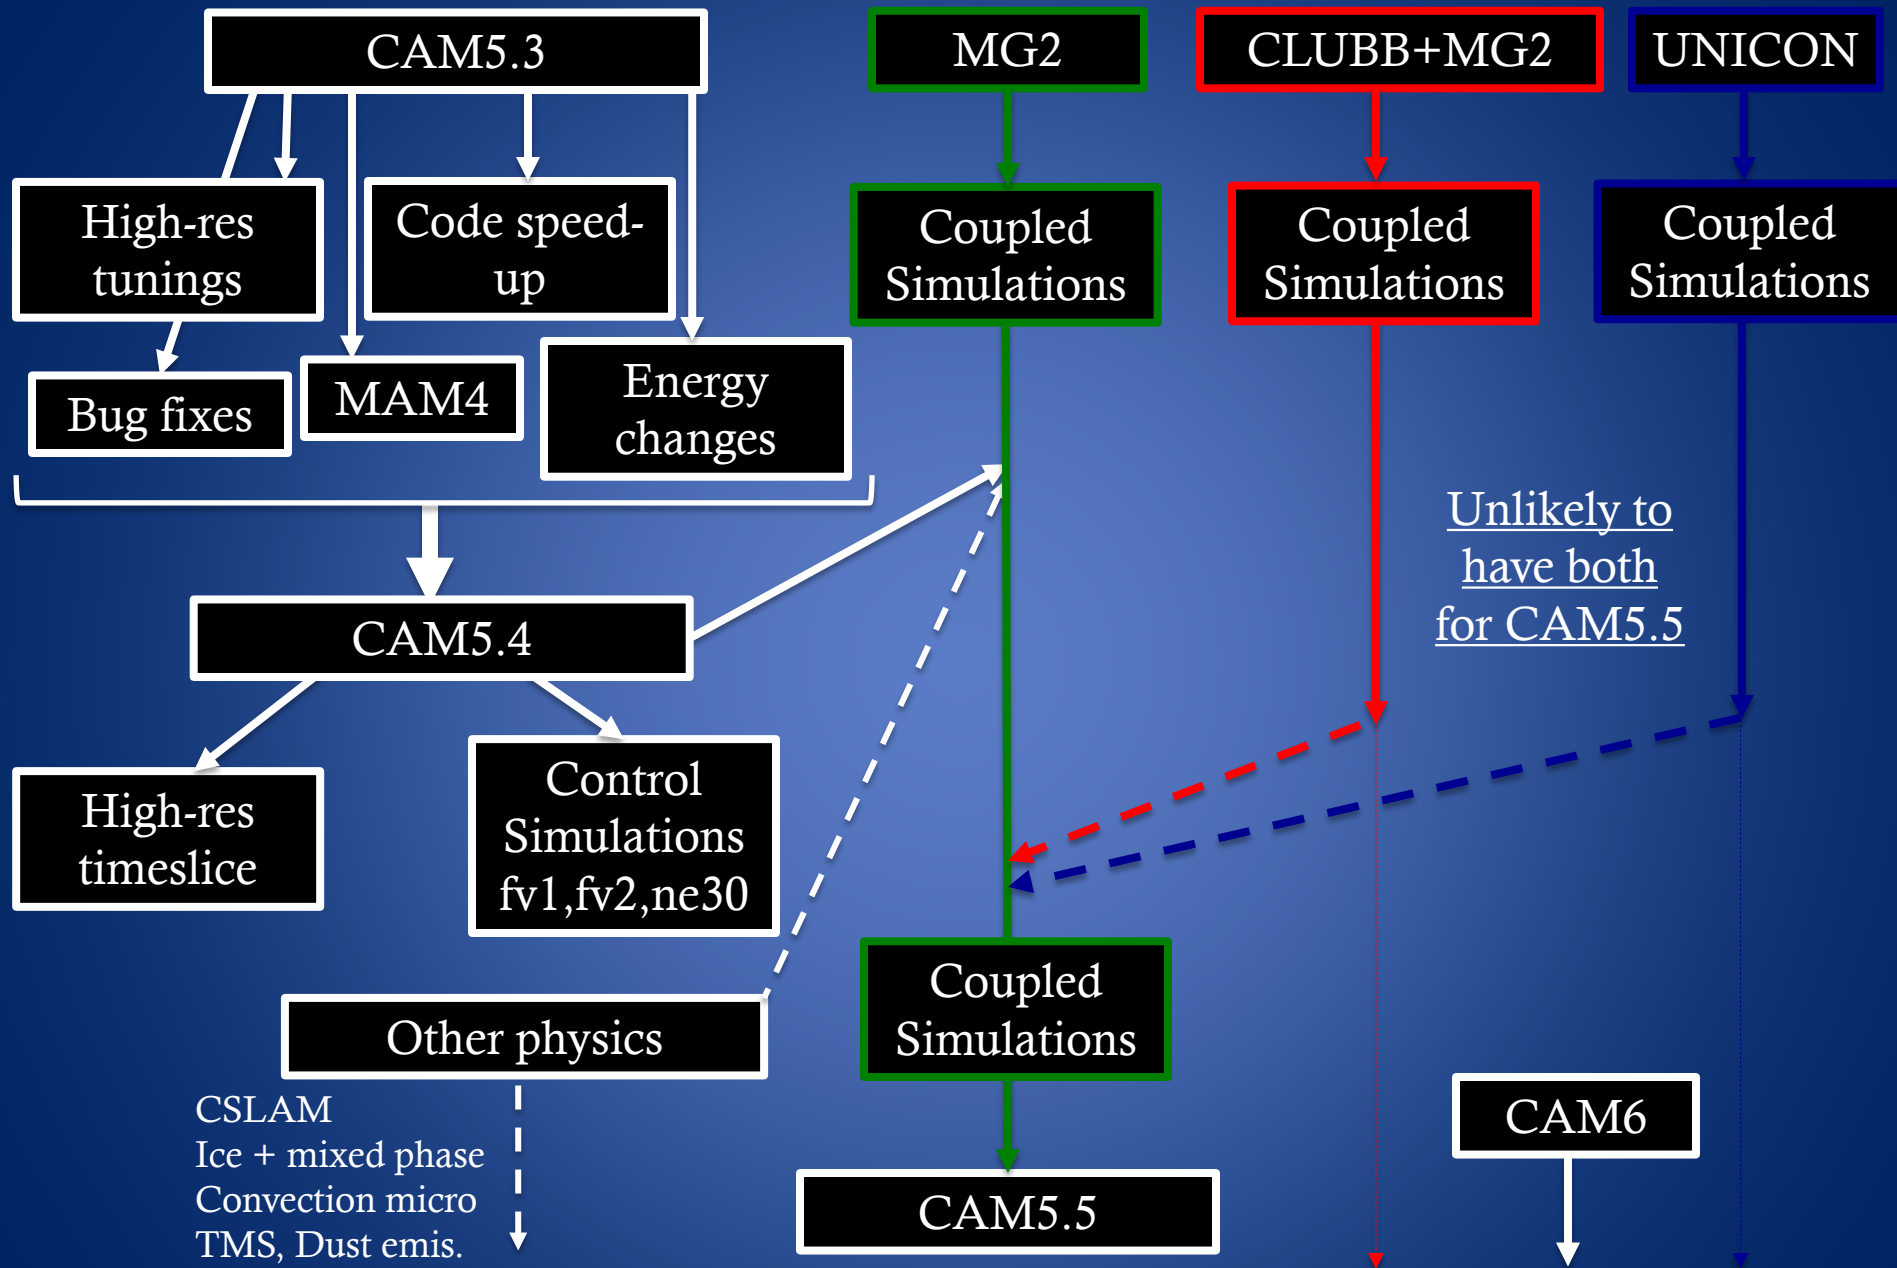 CAM5.3
MG2
CLUBB+MG2
UNICON
High-res
tunings
Code speed-
up
Coupled
Simulations
Coupled
Simulations
Coupled
Simulations
Bug fixes
MAM4
Energy
changes
Unlikely to
have both
for CAM5.5
CAM5.4
High-res
timeslice
Control
Simulations
fv1,fv2,ne30
Other physics
Coupled
Simulations
CSLAM
Ice + mixed phase
Convection micro
TMS, Dust emis.
CAM5.5
CAM6